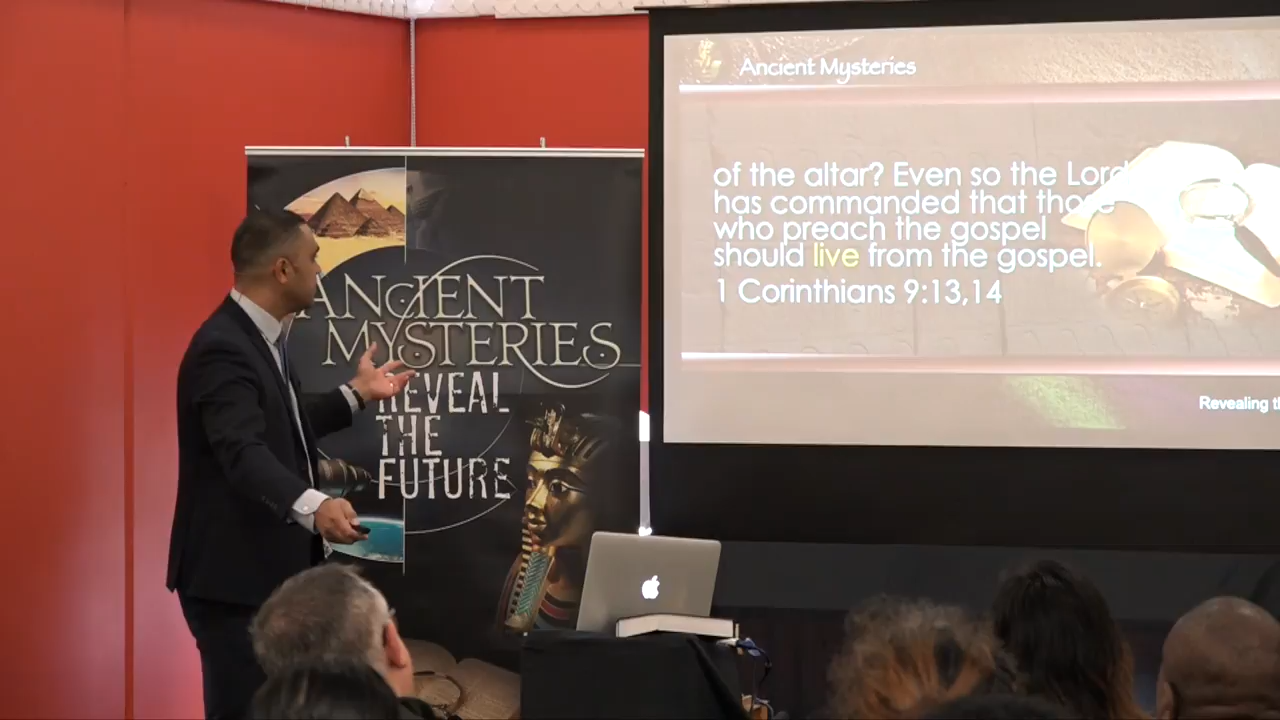 Ancient Mysteries
of the altar? Even so the Lord
has commanded that those
who preach the gospel
should live from the gospel.
1 Corinthians 9:13,14
Revealing
ANCIENT
MYSTERIES
REVEAL
THE
FUTURE